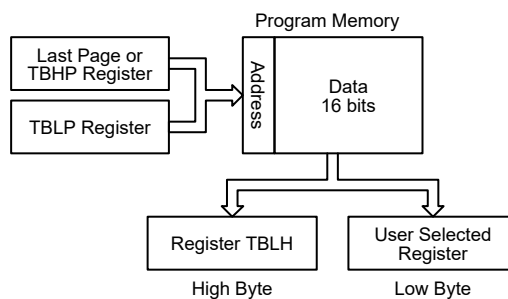 Program Memory
Last Page or
TBHP Register
TBLP Register
Address
Data
16 bits
Register TBLH
User Selected
Register
High Byte
Low Byte